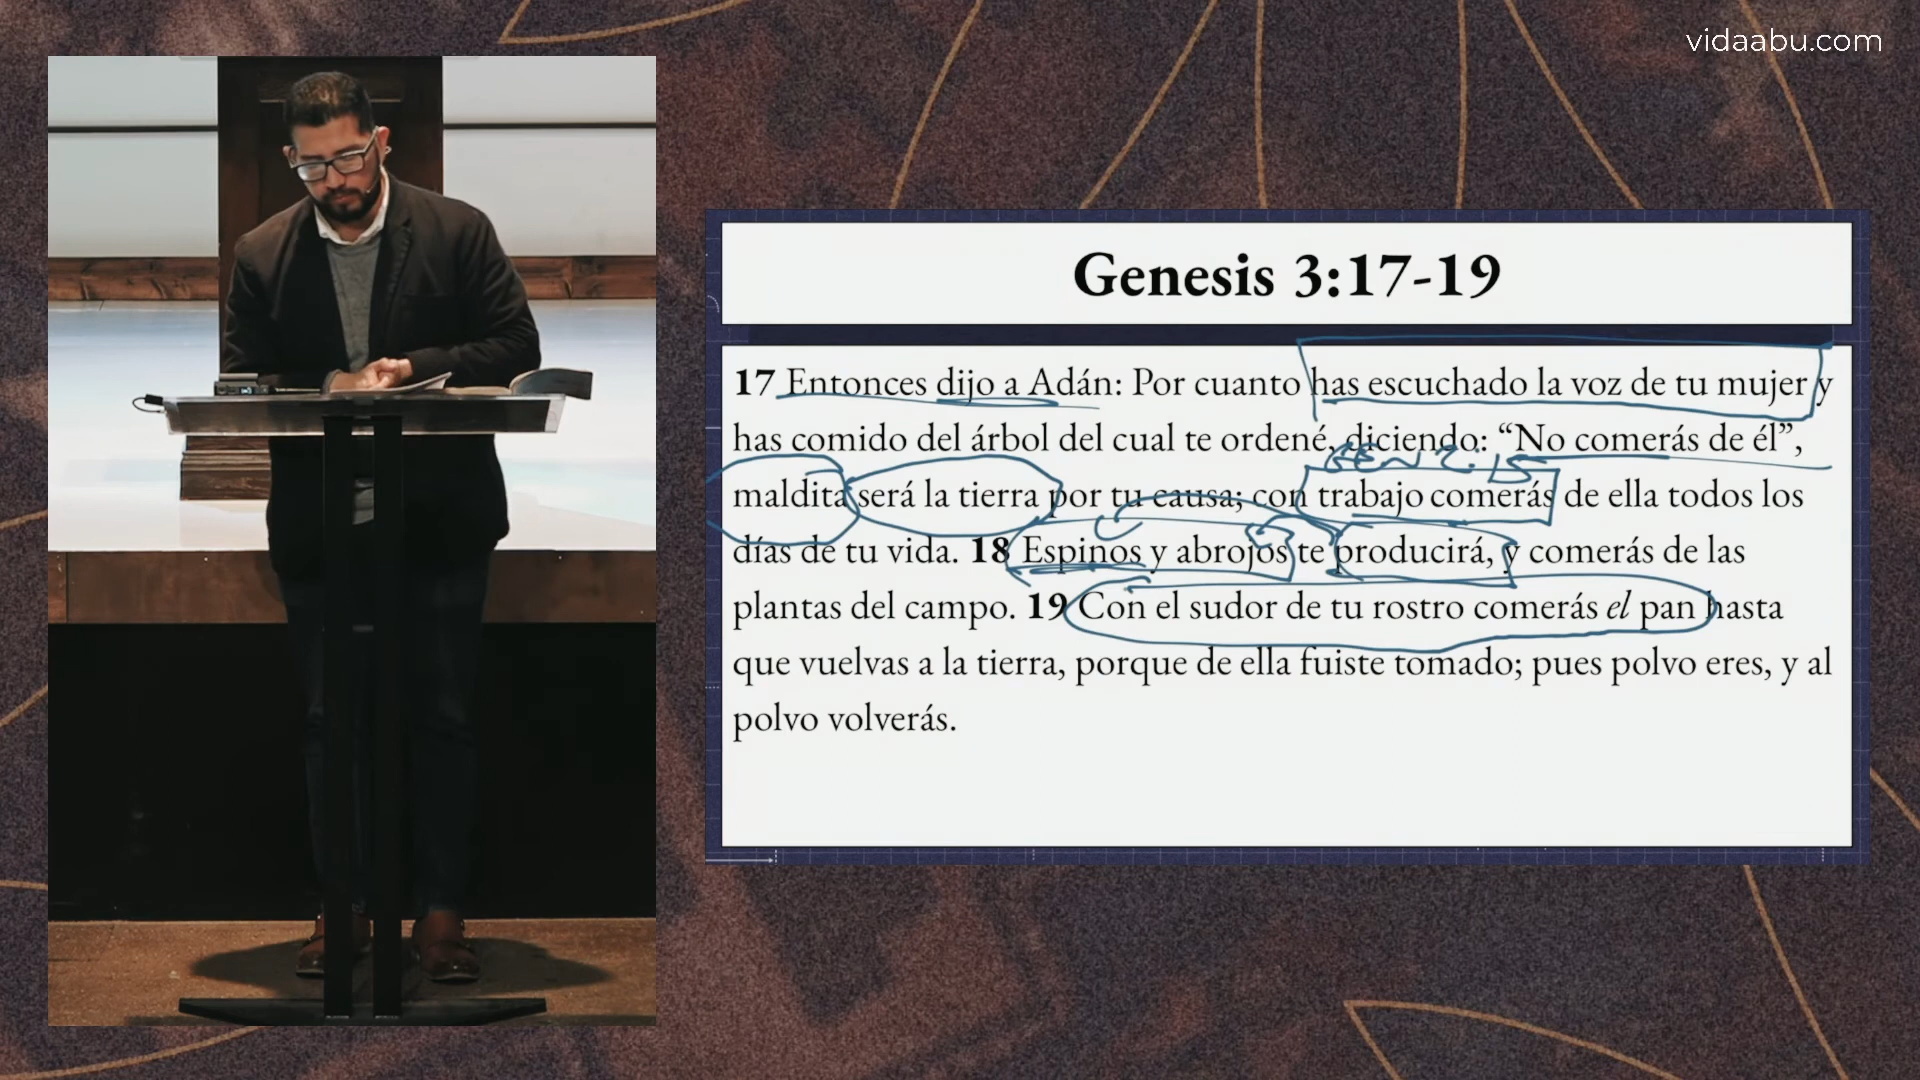 vidaabu.com
Genesis 3:17-19
17 Entonces dijo a Adán: Por cuanto has escuchado la voz de tu mujer y
has comido del árbol del cual te ordené, diciendo: “No comerás de él”,
GEN 2:15
maldita será la tierra por tu causa; con trabajo comerás de ella todos los
días de tu vida. 18 Espinos y abrojos te producirá, y comerás de las
plantas del campo. 19 Con el sudor de tu rostro comerás el pan hasta
que vuelvas a la tierra, porque de ella fuiste tomado; pues polvo eres, y al
polvo volverás.